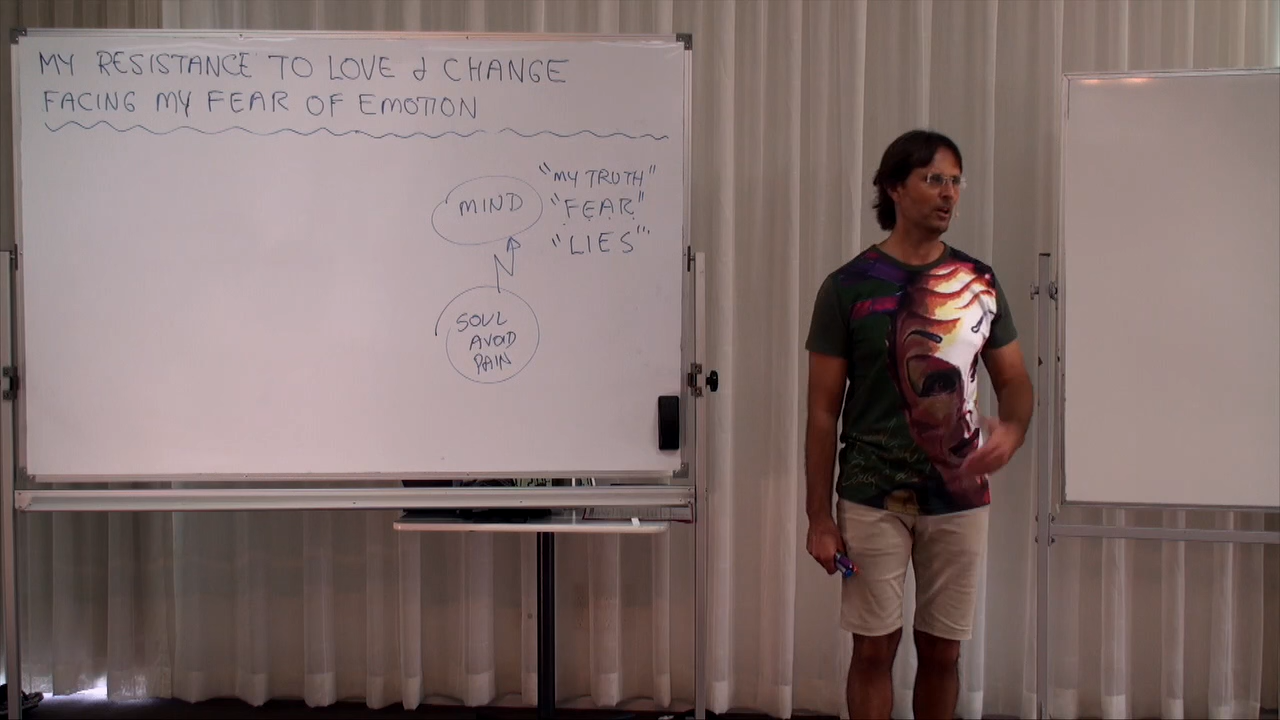 MY RESISTANCE TO LOVE & CHANGE
FACING MY FEAR OF EMOTION
MIND
"MY TRUTH"
"FEAR"
"LIES"
SOUL
AVOID
PAIN